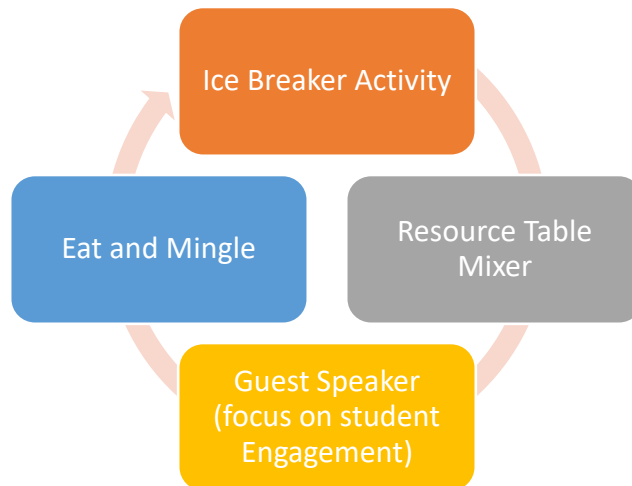 Ice Breaker Activity
Resource Table
Mixer
Guest Speaker
(focus on student
Engagement)
Eat and Mingle